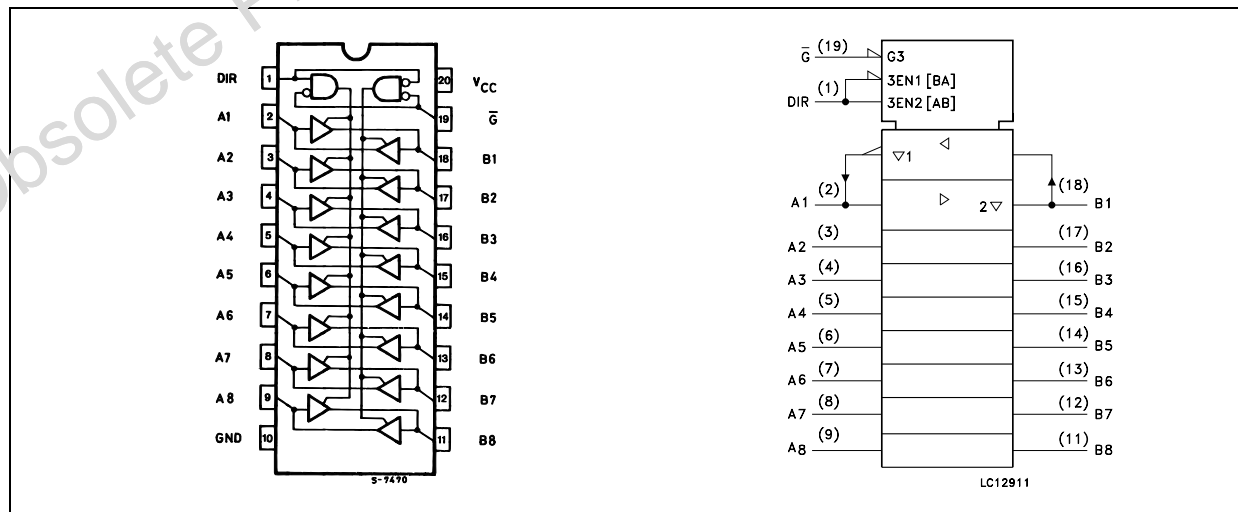 Obsolete P
DIR 1 20 VCC
A1 2 19 G̅
A2 3 18 B1
A3 4 17 B2
A4 5 16 B3
A5 6 15 B4
A6 7 14 B5
A7 8 13 B6
A8 9 12 B7
GND 10 11 B8
S-7470
G̅ (19) G3
3EN1 [BA]
DIR (1) 3EN2 [AB]
▽1 ◁
A1 (2) ▷ 2▽ (18) B1
A2 (3) (17) B2
A3 (4) (16) B3
A4 (5) (15) B4
A5 (6) (14) B5
A6 (7) (13) B6
A7 (8) (12) B7
A8 (9) (11) B8
LC12911